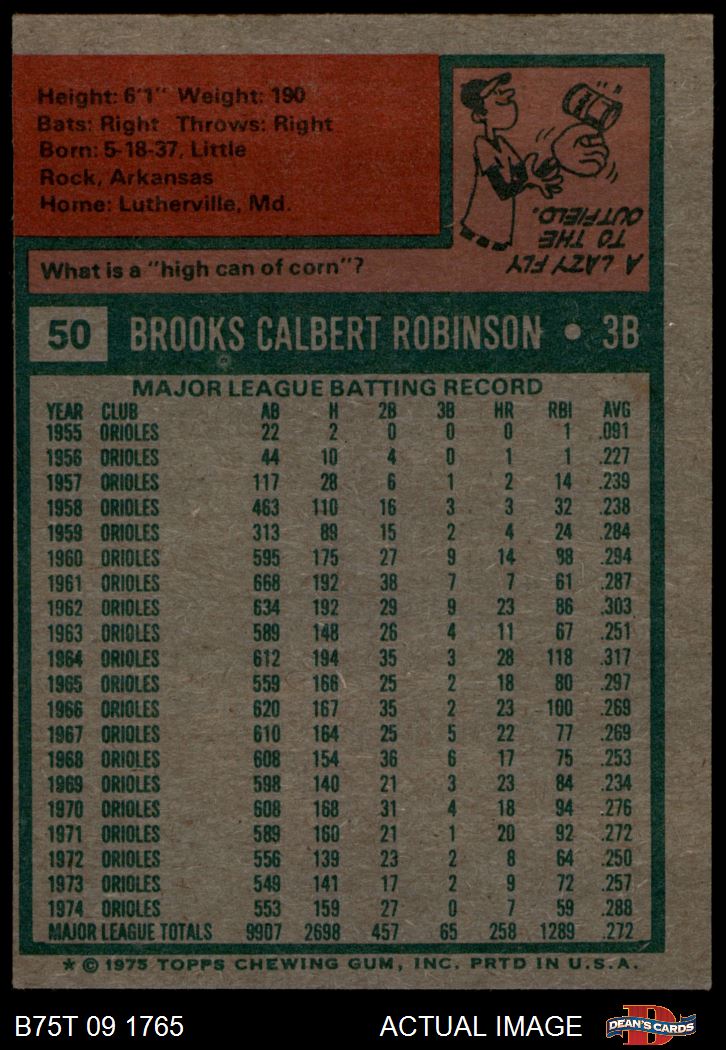 Height: 6'1" Weight: 190
Bats: Right Throws: Right
Born: 5-18-37, Little
Rock, Arkansas
Home: Lutherville, Md.
What is a "high can of corn"?
A LAZY FLY
TO THE
OUTFIELD.
50 BROOKS CALBERT ROBINSON • 3B
MAJOR LEAGUE BATTING RECORD
YEAR CLUB AB H 2B 3B HR RBI AVG
1955 ORIOLES 22 2 0 0 0 1 .091
1956 ORIOLES 44 10 4 0 1 1 .227
1957 ORIOLES 117 28 6 1 2 14 .239
1958 ORIOLES 463 110 16 3 3 32 .238
1959 ORIOLES 313 89 15 2 4 24 .284
1960 ORIOLES 595 175 27 9 14 88 .294
1961 ORIOLES 668 192 38 7 7 61 .287
1962 ORIOLES 634 192 29 9 23 86 .303
1963 ORIOLES 589 148 26 4 11 67 .251
1964 ORIOLES 612 194 35 3 28 118 .317
1965 ORIOLES 559 166 25 2 18 80 .297
1966 ORIOLES 620 167 35 2 23 100 .269
1967 ORIOLES 610 164 25 5 22 77 .269
1968 ORIOLES 608 154 36 6 17 75 .253
1969 ORIOLES 598 140 21 3 23 84 .234
1970 ORIOLES 608 168 31 4 18 94 .276
1971 ORIOLES 589 160 21 1 20 92 .272
1972 ORIOLES 556 139 23 2 8 64 .250
1973 ORIOLES 549 141 17 2 9 72 .257
1974 ORIOLES 553 159 27 0 7 59 .288
MAJOR LEAGUE TOTALS 9907 2698 457 65 258 1289 .272
* © 1975 TOPPS CHEWING GUM, INC. PRTD IN U.S.A.
B75T 09 1765 ACTUAL IMAGE D DEAN'S CARDS